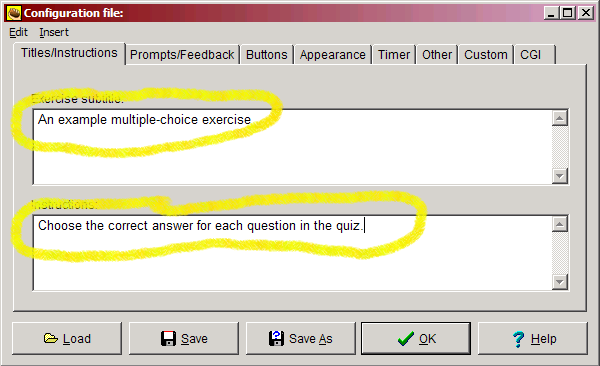 Configuration file:
Edit Insert
Titles/Instructions Prompts/Feedback Buttons Appearance Timer Other Custom CGI
Exercise subtitle:
An example multiple-choice exercise
Instructions:
Choose the correct answer for each question in the quiz.
Load Save Save As OK Help